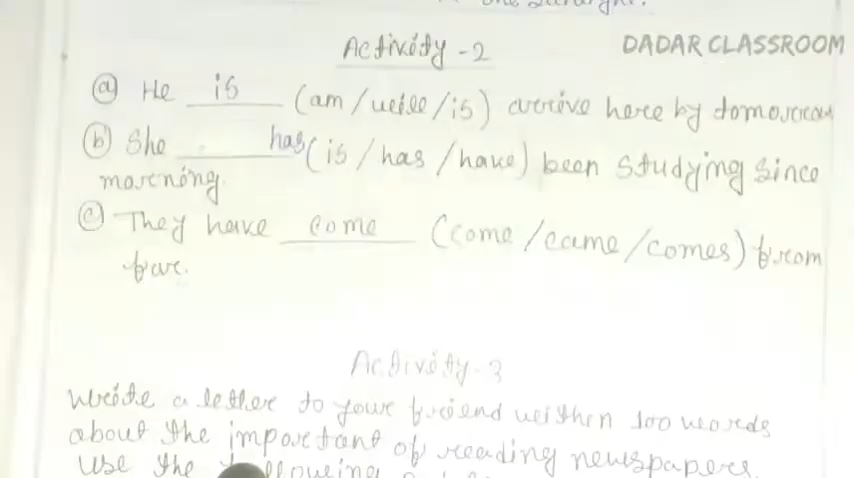 Activity - 2
DADAR CLASSROOM
(a) He is (am/will/is) arrive here by tomorrow
(b) She has (is/has/have) been studying since
morning.
(c) They have come (come/came/comes) from
far.
Activity-3
Write a letter to your friend within 100 words
about the important of reading newspapers.
Use the following